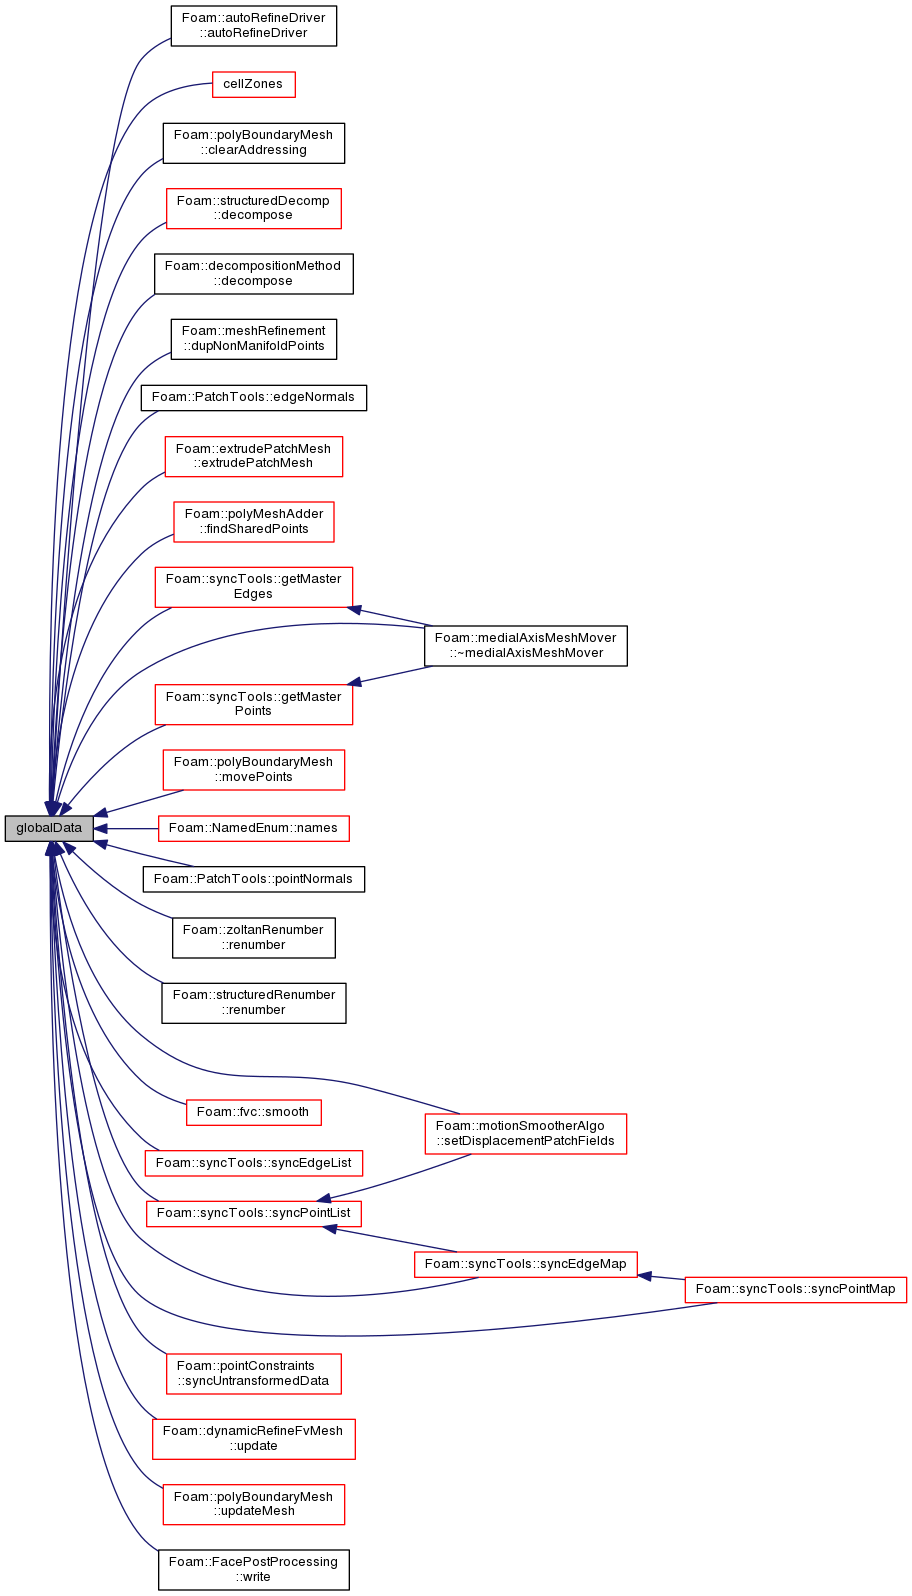 Foam::autoRefineDriver
::autoRefineDriver
cellZones
Foam::polyBoundaryMesh
::clearAddressing
Foam::structuredDecomp
::decompose
Foam::decompositionMethod
::decompose
Foam::meshRefinement
::dupNonManifoldPoints
Foam::PatchTools::edgeNormals
Foam::extrudePatchMesh
::extrudePatchMesh
Foam::polyMeshAdder
::findSharedPoints
Foam::syncTools::getMaster
Edges
Foam::medialAxisMeshMover
::~medialAxisMeshMover
Foam::syncTools::getMaster
Points
Foam::polyBoundaryMesh
::movePoints
globalData
Foam::NamedEnum::names
Foam::PatchTools::pointNormals
Foam::zoltanRenumber
::renumber
Foam::structuredRenumber
::renumber
Foam::fvc::smooth
Foam::motionSmootherAlgo
::setDisplacementPatchFields
Foam::syncTools::syncEdgeList
Foam::syncTools::syncPointList
Foam::syncTools::syncEdgeMap
Foam::syncTools::syncPointMap
Foam::pointConstraints
::syncUntransformedData
Foam::dynamicRefineFvMesh
::update
Foam::polyBoundaryMesh
::updateMesh
Foam::FacePostProcessing
::write